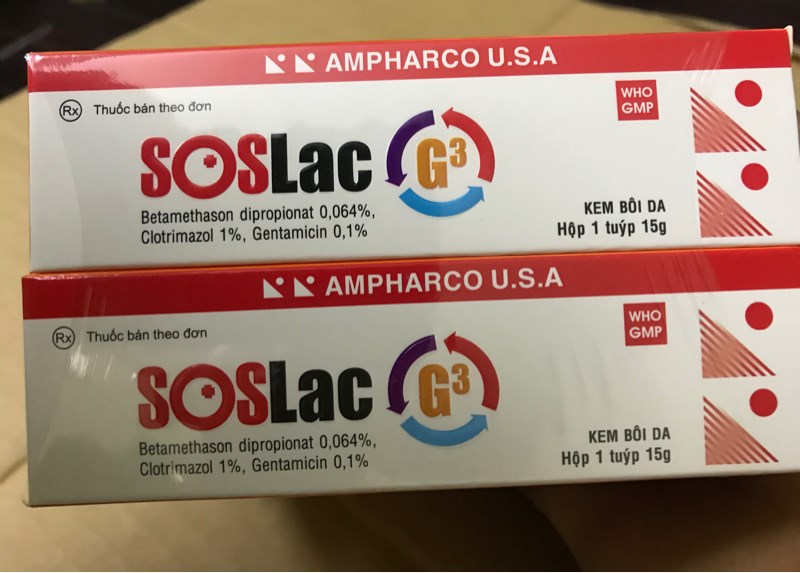 AMPHARCO U.S.A
Rx Thuốc bán theo đơn
WHO
GMP
SOSLac G³
Betamethason dipropionat 0,064%,
Clotrimazol 1%, Gentamicin 0,1%
KEM BÔI DA
Hộp 1 tuýp 15g
AMPHARCO U.S.A
Rx Thuốc bán theo đơn
WHO
GMP
SOSLac G³
Betamethason dipropionat 0,064%,
Clotrimazol 1%, Gentamicin 0,1%
KEM BÔI DA
Hộp 1 tuýp 15g